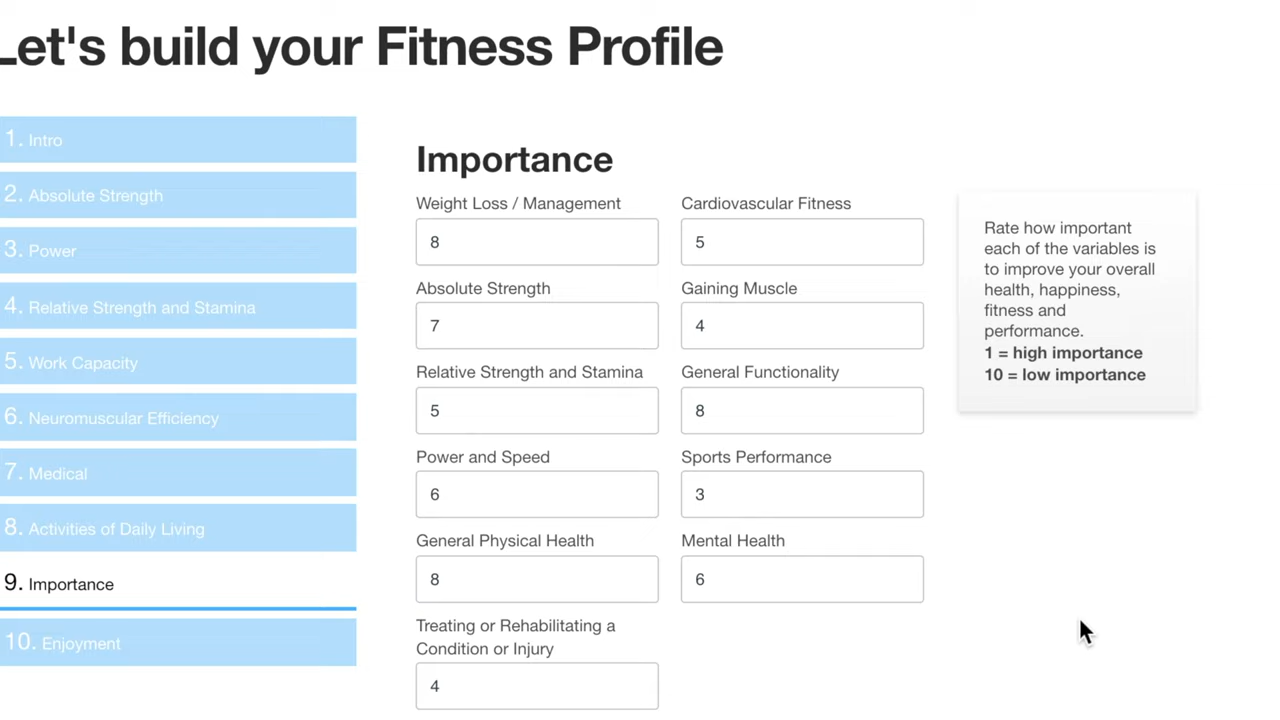 Let's build your Fitness Profile
1. Intro
2. Absolute Strength
3. Power
4. Relative Strength and Stamina
5. Work Capacity
6. Neuromuscular Efficiency
7. Medical
8. Activities of Daily Living
9. Importance
10. Enjoyment
Importance
Weight Loss / Management
8
Cardiovascular Fitness
5
Absolute Strength
7
Gaining Muscle
4
Relative Strength and Stamina
5
General Functionality
8
Power and Speed
6
Sports Performance
3
General Physical Health
8
Mental Health
6
Treating or Rehabilitating a
Condition or Injury
4
Rate how important
each of the variables is
to improve your overall
health, happiness,
fitness and
performance.
1 = high importance
10 = low importance